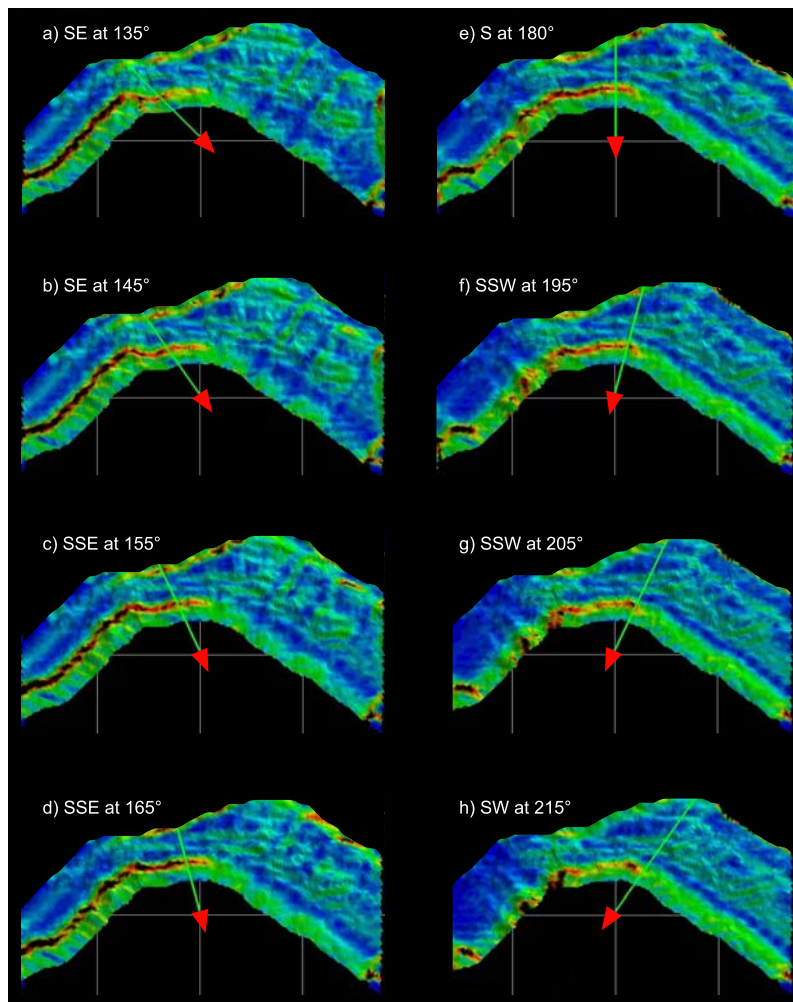 a) SE at 135°
b) SE at 145°
c) SSE at 155°
d) SSE at 165°
e) S at 180°
f) SSW at 195°
g) SSW at 205°
h) SW at 215°